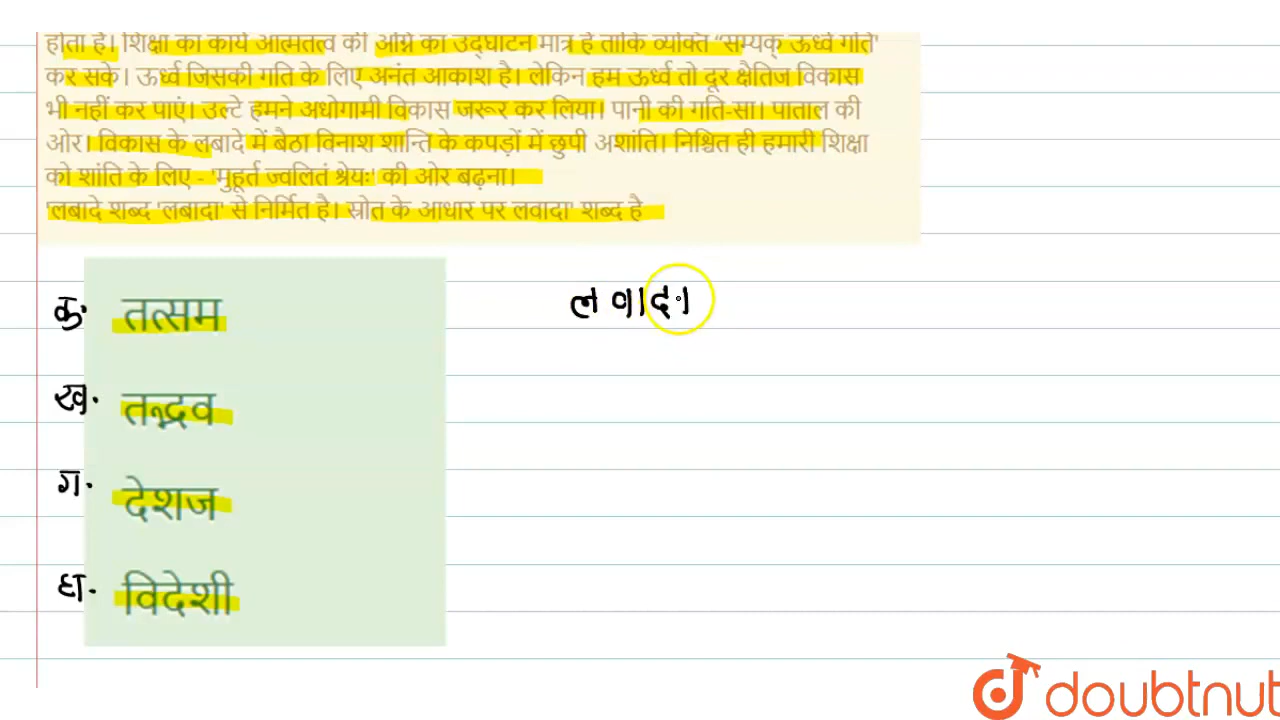 होता है। शिक्षा का कार्य आत्मतत्व की अग्नि का उद्घाटन मात्र है ताकि व्यक्ति “सम्यक् ऊर्ध्व गति'
कर सके। ऊर्ध्व जिसकी गति के लिए अनंत आकाश है। लेकिन हम ऊर्ध्व तो दूर क्षैतिज विकास
भी नहीं कर पाएं। उल्टे हमने अधोगामी विकास जरूर कर लिया। पानी की गति-सा। पाताल की
ओर। विकास के लबादे में बैठा विनाश शान्ति के कपड़ों में छुपी अशांति। निश्चित ही हमारी शिक्षा
को शांति के लिए - 'मुहूर्त ज्वलितं श्रेयः' की ओर बढ़ना।
'लबादे शब्द 'लबादा' से निर्मित है। स्रोत के आधार पर लवादा' शब्द है
लवादा
क. तत्सम
ख. तद्भव
ग. देशज
घ. विदेशी
doubtnut